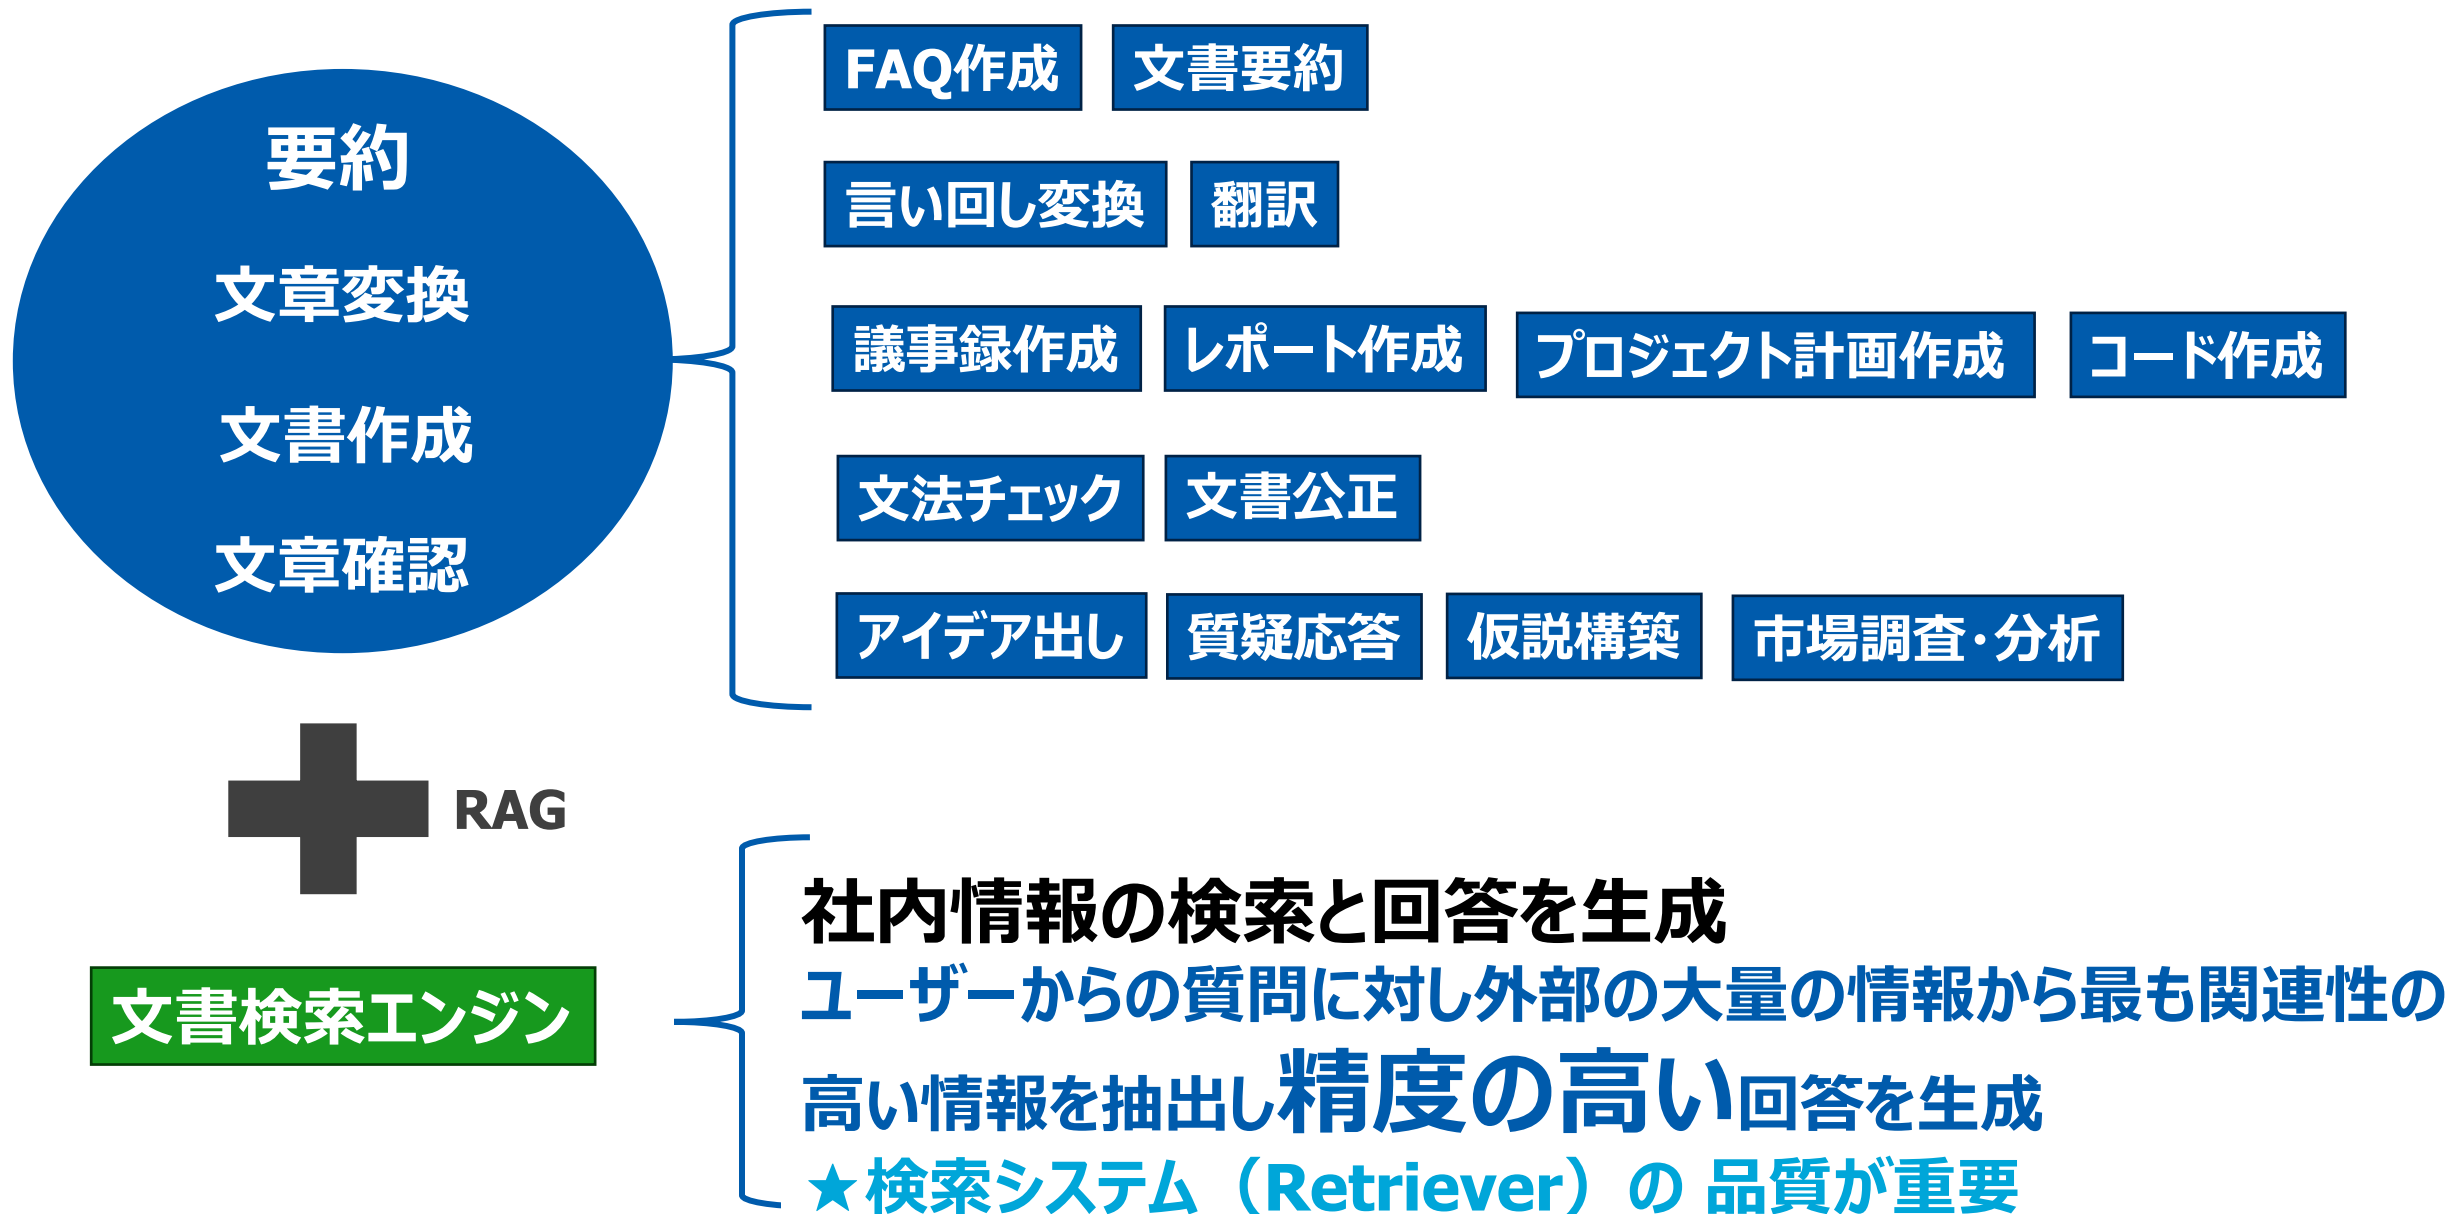 要約
文章変換
文書作成
文章確認
FAQ作成 文書要約
言い回し変換 翻訳
議事録作成 レポート作成 プロジェクト計画作成 コード作成
文法チェック 文書公正
アイデア出し 質疑応答 仮説構築 市場調査・分析
RAG
文書検索エンジン
社内情報の検索と回答を生成
ユーザーからの質問に対し外部の大量の情報から最も関連性の
高い情報を抽出し精度の高い回答を生成
★検索システム（Retriever）の 品質が重要